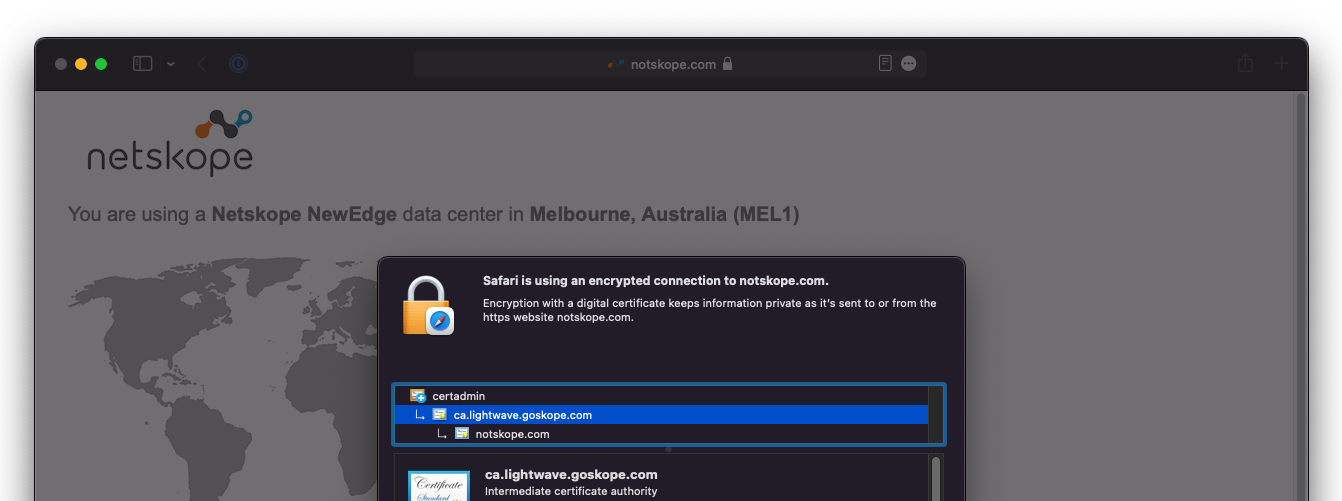 notskope.com
netskope
You are using a Netskope NewEdge data center in Melbourne, Australia (MEL1)
Safari is using an encrypted connection to notskope.com.
Encryption with a digital certificate keeps information private as it's sent to or from the
https website notskope.com.
certadmin
ca.lightwave.goskope.com
notskope.com
ca.lightwave.goskope.com
Certificate
Standard
Intermediate certificate authority